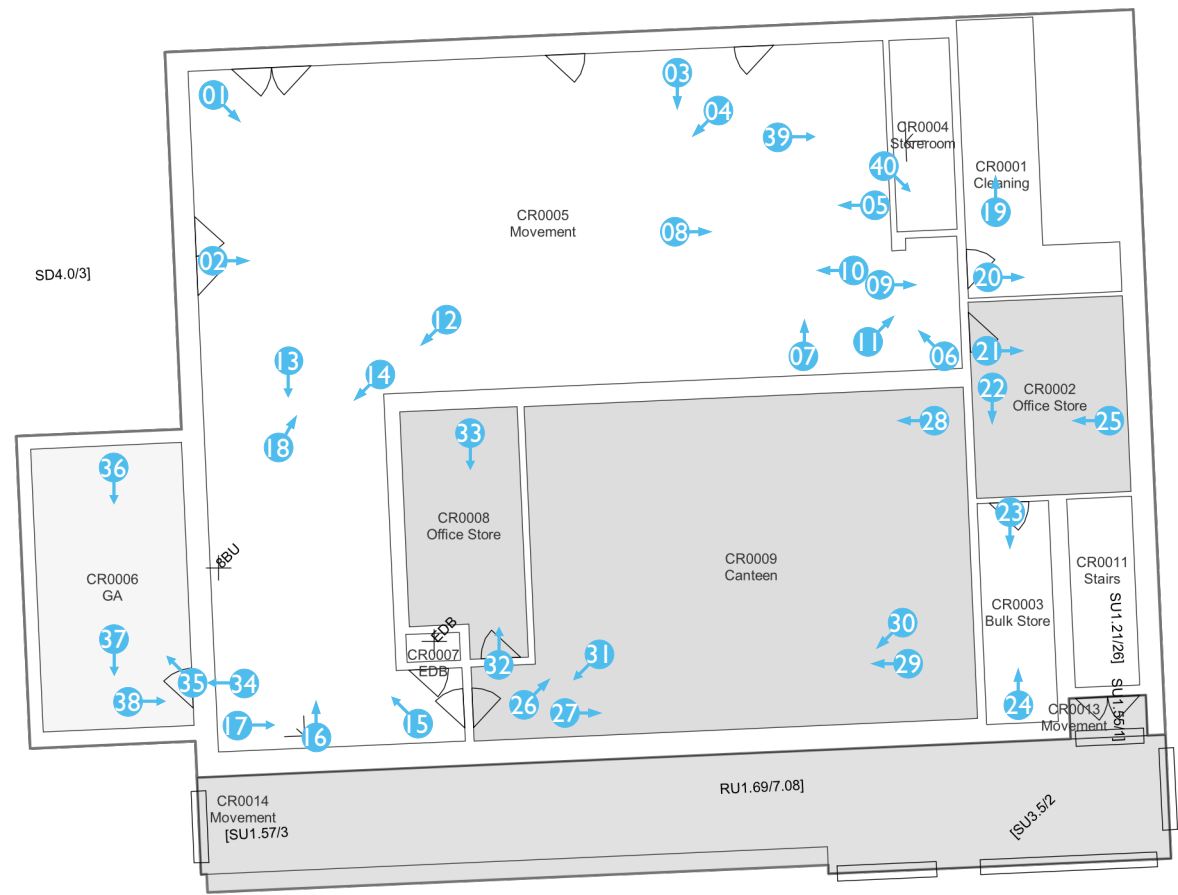 01
03
04
39
CR0004
Storeroom
40
CR0001
Cleaning
05
19
CR0005
Movement
08
02
SD4.0/3]
10
09
20
12
11
07
06
21
13
14
22
CR0002
Office Store
25
28
18
33
36
CR0008
Office Store
23
8BU
CR0009
Canteen
CR0011
Stairs
CR0006
GA
CR0003
Bulk Store
SU1.21/26]
EDB
30
37
CR0007
EDB
31
32
29
35
34
38
26
27
24
15
17
16
CR0013
Movement
SU1.55/1]
RU1.69/7.08]
CR0014
Movement
[SU1.57/3
[SU3.5/2